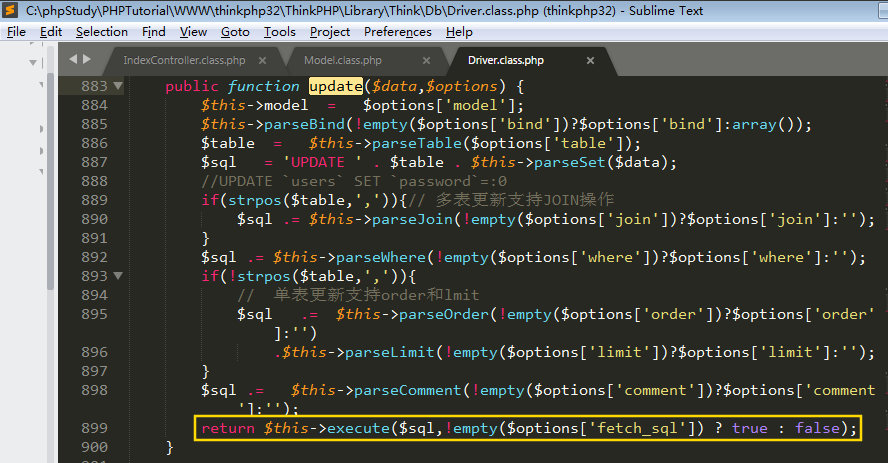 C:\phpStudy\PHPTutorial\WWW\thinkphp32\ThinkPHP\Library\Think\Db\Driver.class.php (thinkphp32) - Sublime Text
File Edit Selection Find View Goto Tools Project Preferences Help
IndexController.class.php × Model.class.php × Driver.class.php ×
883 public function update($data,$options) {
884 $this->model = $options['model'];
885 $this->parseBind(!empty($options['bind'])?$options['bind']:array());
886 $table = $this->parseTable($options['table']);
887 $sql = 'UPDATE ' . $table . $this->parseSet($data);
888 //UPDATE `users` SET `password`=:0
889 if(strpos($table,',')){// 多表更新支持JOIN操作
890 $sql .= $this->parseJoin(!empty($options['join'])?$options['join']:'');
891 }
892 $sql .= $this->parseWhere(!empty($options['where'])?$options['where']:'');
893 if(!strpos($table,',')){
894 // 单表更新支持order和lmit
895 $sql .= $this->parseOrder(!empty($options['order'])?$options['order'
]:'')
896 .$this->parseLimit(!empty($options['limit'])?$options['limit']:'');
897 }
898 $sql .= $this->parseComment(!empty($options['comment'])?$options['comment
']:'');
899 return $this->execute($sql,!empty($options['fetch_sql']) ? true : false);
900 }